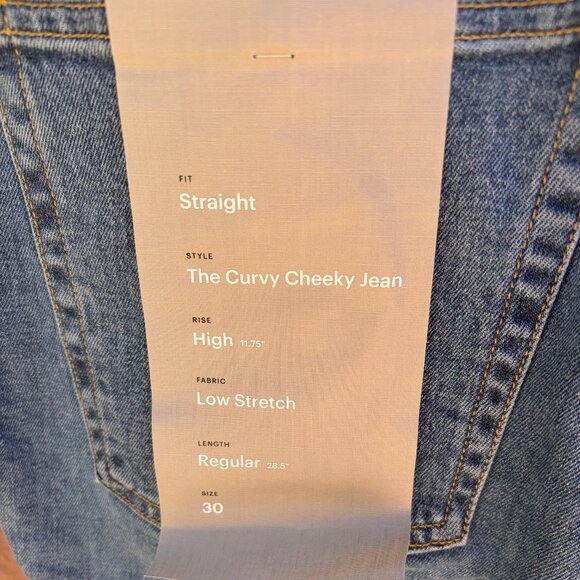 FIT
Straight
STYLE
The Curvy Cheeky Jean
RISE
High 11.75"
FABRIC
Low Stretch
LENGTH
Regular 28.5"
SIZE
30